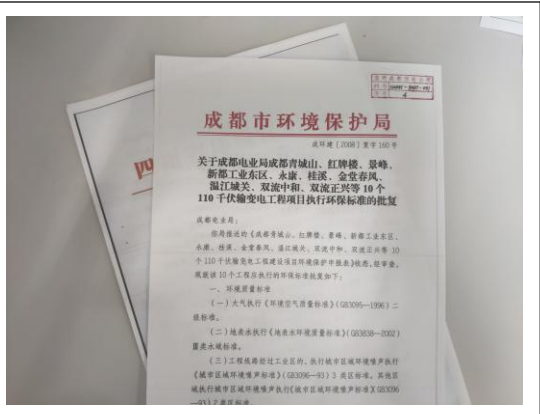 成都市环境保护局
成环建〔2008〕复字160号
关于成都电业局成都青城山、红牌楼、景峰、
新都工业东区、永康、桂溪、金堂春风、
温江城关、双流中和、双流正兴等10个
110千伏输变电工程项目执行环保标准的批复
成都电业局:
你局报送的《成都青城山、红牌楼、景峰、新都工业东区、
永康、桂溪、金堂春风、温江城关、双流中和、双流正兴等 10
个110千伏输变电工程建设项目环境保护申报表》收悉。经审查,
现就该10个工程应执行的环保标准批复如下:
一、环境质量标准
(一)大气执行《环境空气质量标准》(GB3095-1996)二
级标准。
(二)地表水执行《地表水环境质量标准》(GB3838-2002)
Ⅲ类水域标准。
(三)工程线路经过工业区的,执行城市区域环境噪声执行
《城市区域环境噪声标准》(GB3096-93)3类区标准。其他区
域执行城市区域环境噪声执行《城市区域环境噪声标准》(GB3096
-93)2类区标准。